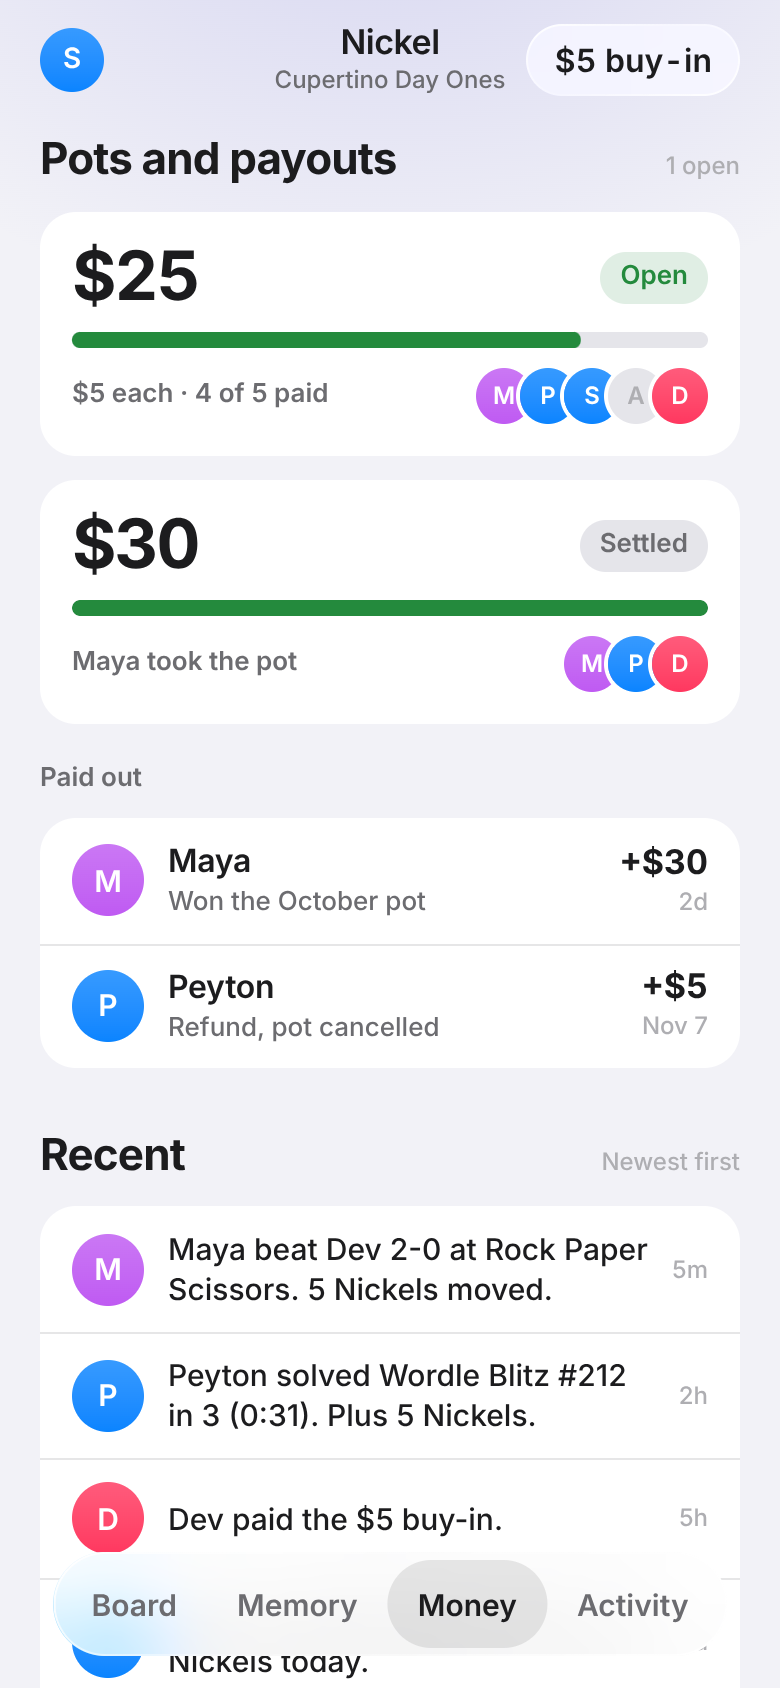 S
Nickel
Cupertino Day Ones
$5 buy-in
Pots and payouts
1 open
$25
Open
$5 each · 4 of 5 paid
M P S A D
$30
Settled
Maya took the pot
M P D
Paid out
M
Maya
Won the October pot
+$30
2d
P
Peyton
Refund, pot cancelled
+$5
Nov 7
Recent
Newest first
M
Maya beat Dev 2-0 at Rock Paper
Scissors. 5 Nickels moved.
5m
P
Peyton solved Wordle Blitz #212
in 3 (0:31). Plus 5 Nickels.
2h
D
Dev paid the $5 buy-in.
5h
Board
Memory
Money
Activity
Nickels today.